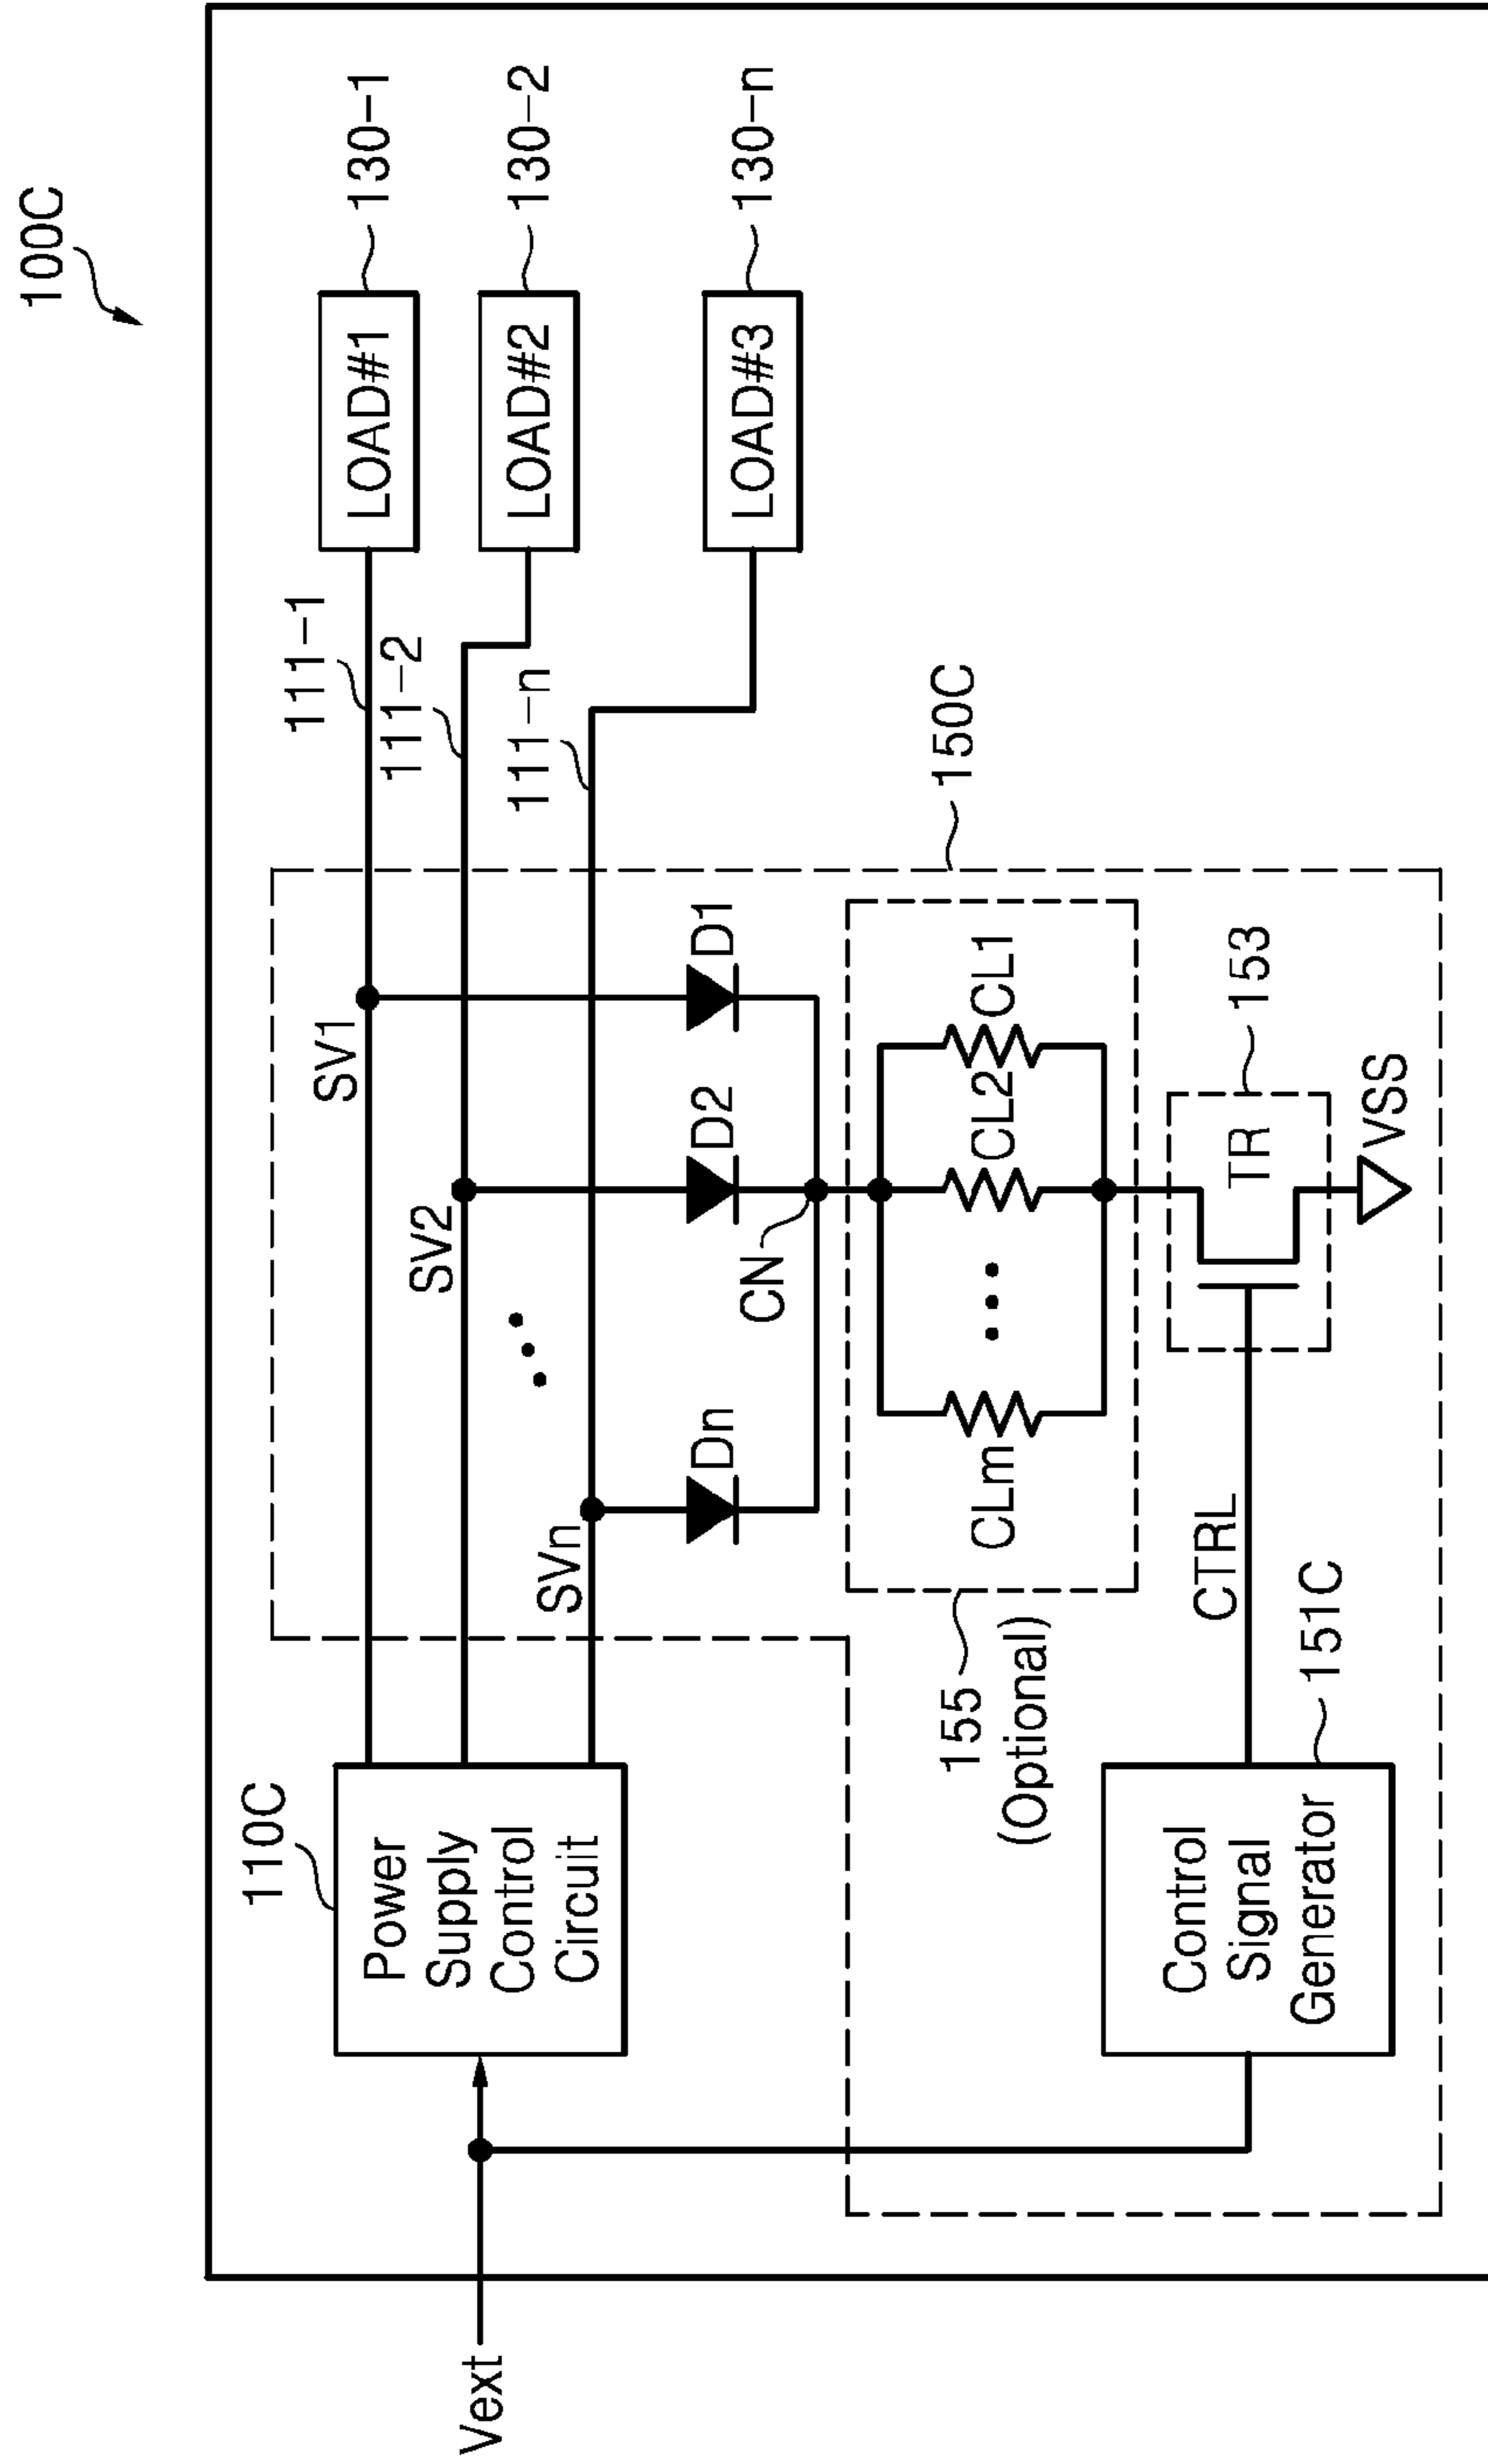 100C
110C
Power
Supply
Control
Circuit
Vext
SV1
SV2
SVn
111-1
111-2
111-n
LOAD#1
130-1
LOAD#2
130-2
LOAD#3
130-n
Dn
D2
D1
CN
150C
CLm
CL2
CL1
155
(Optional)
CTRL
TR
153
VSS
Control
Signal
Generator
151C